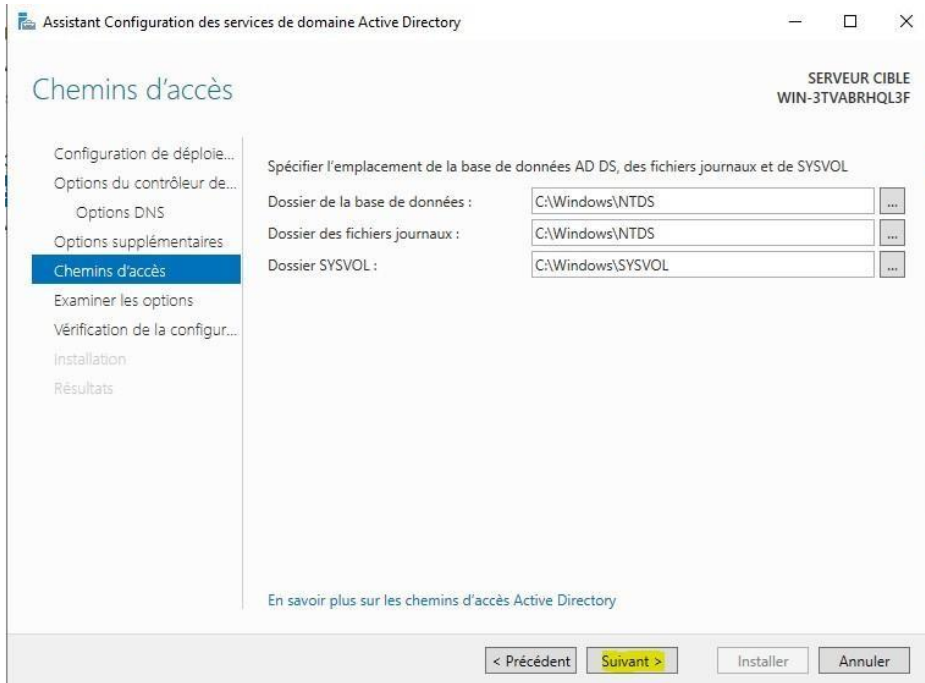 Assistant Configuration des services de domaine Active Directory
Chemins d'accès
SERVEUR CIBLE
WIN-3TVABRHQL3F
Configuration de déploie...
Options du contrôleur de...
Options DNS
Options supplémentaires
Chemins d'accès
Examiner les options
Vérification de la configur...
Installation
Résultats
Spécifier l'emplacement de la base de données AD DS, des fichiers journaux et de SYSVOL
Dossier de la base de données : C:\Windows\NTDS ...
Dossier des fichiers journaux : C:\Windows\NTDS ...
Dossier SYSVOL : C:\Windows\SYSVOL ...
En savoir plus sur les chemins d'accès Active Directory
< Précédent Suivant > Installer Annuler